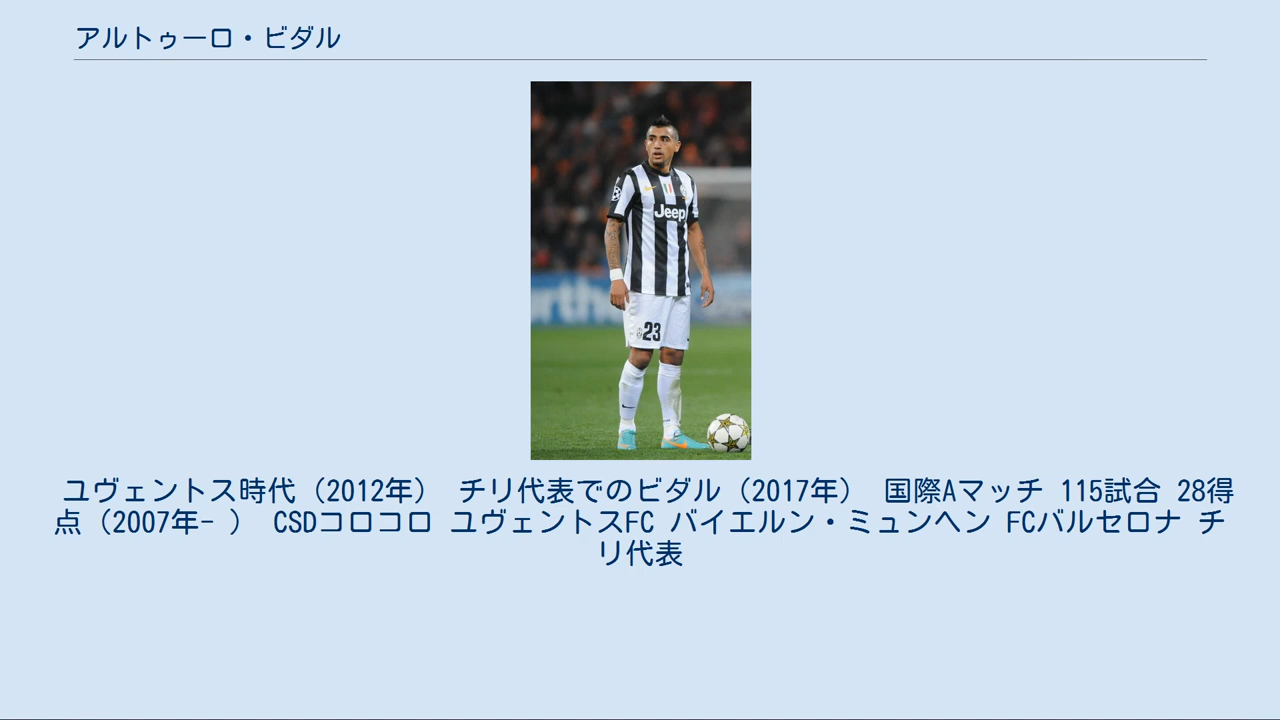 アルトゥーロ・ビダル
Jeep
23
ユヴェントス時代（2012年） チリ代表でのビダル（2017年） 国際Aマッチ 115試合 28得
点（2007年- ） CSDコロコロ ユヴェントスFC バイエルン・ミュンヘン FCバルセロナ チ
リ代表